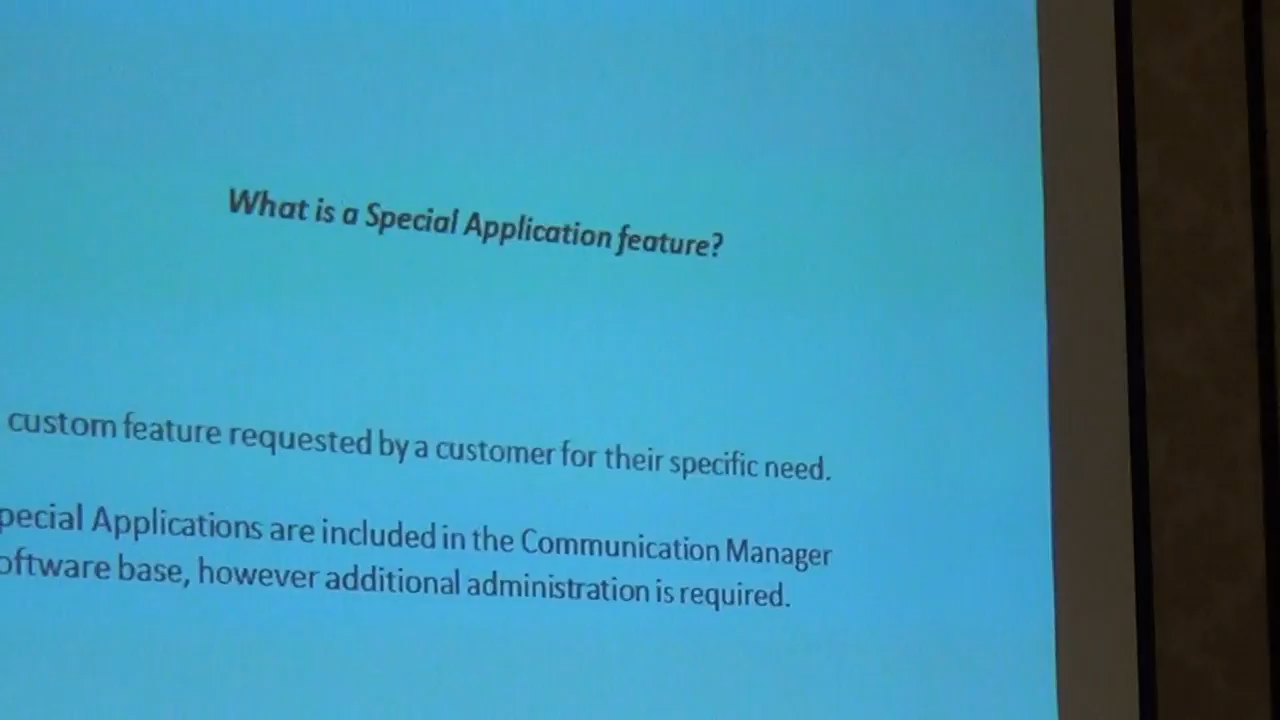 What is a Special Application feature?
custom feature requested by a customer for their specific need.
pecial Applications are included in the Communication Manager
oftware base, however additional administration is required.